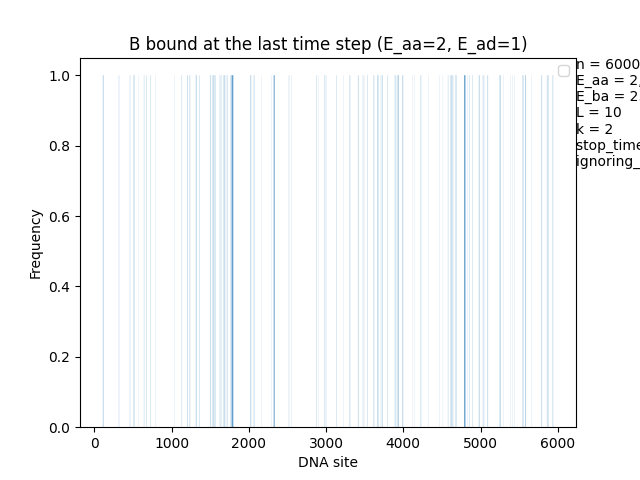 B bound at the last time step (E_aa=2, E_ad=1)
n = 6000
E_aa = 2,
E_ba = 2
L = 10
k = 2
stop_time
ignoring_
1.0
0.8
0.6
0.4
0.2
0.0
Frequency
0 1000 2000 3000 4000 5000 6000
DNA site